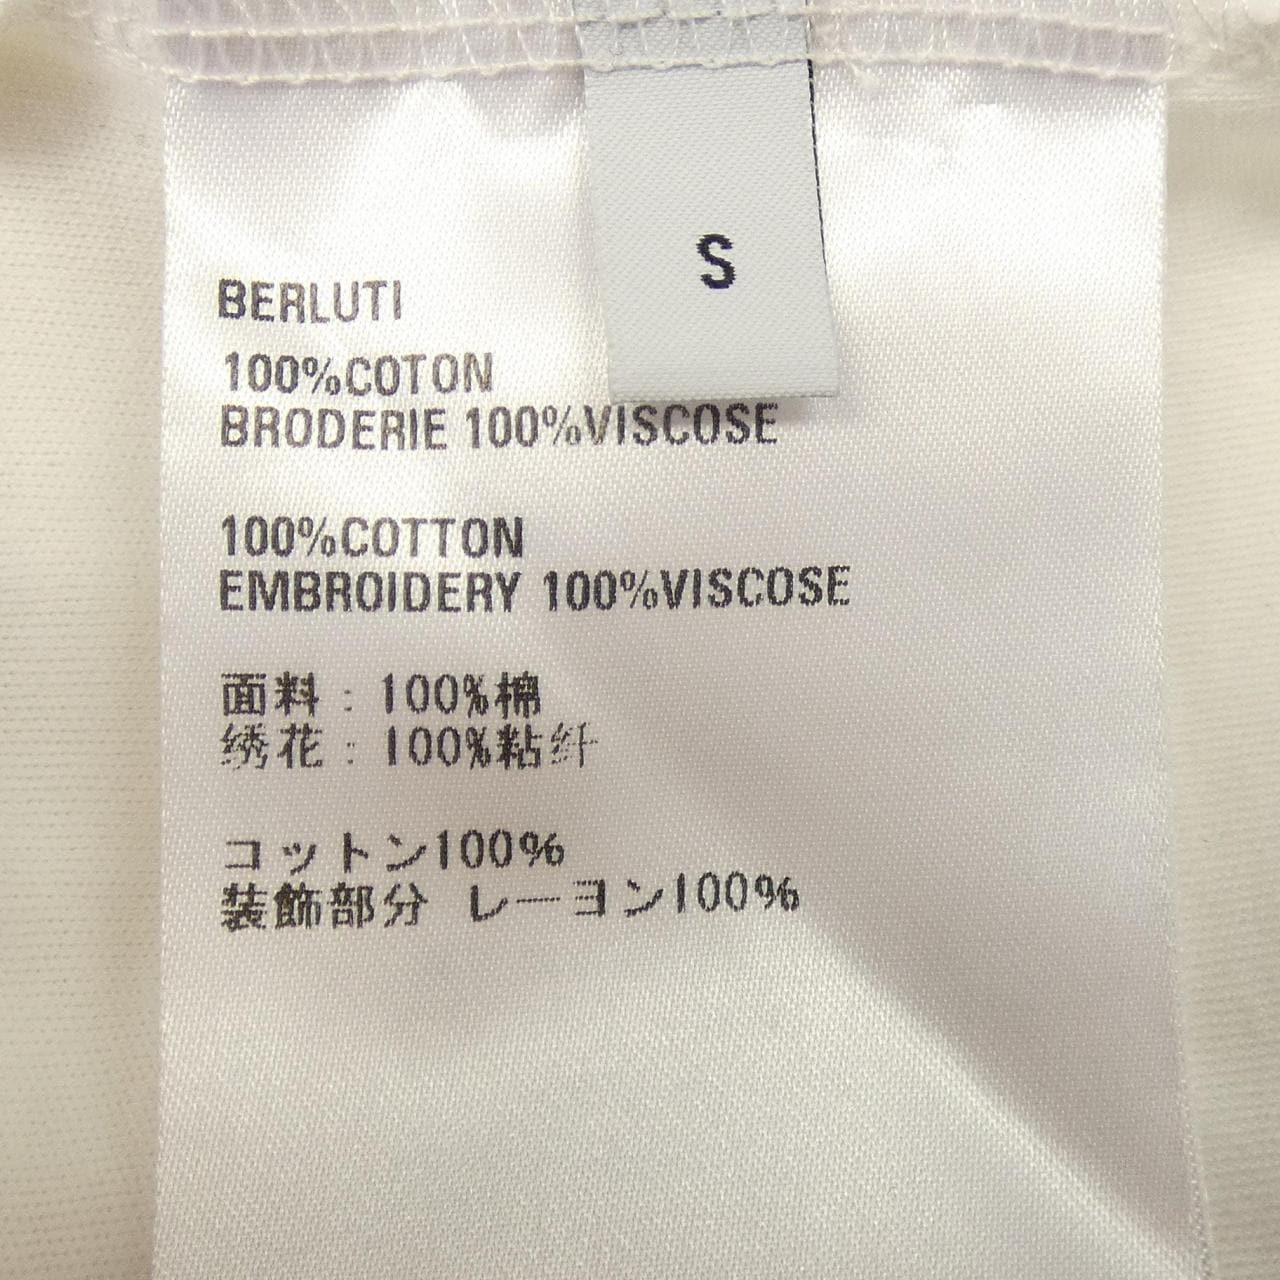 S
BERLUTI
100%COTON
BRODERIE 100%VISCOSE
100%COTTON
EMBROIDERY 100%VISCOSE
面料：100%棉
绣花：100%粘纤
コットン100%
装飾部分 レーヨン100%